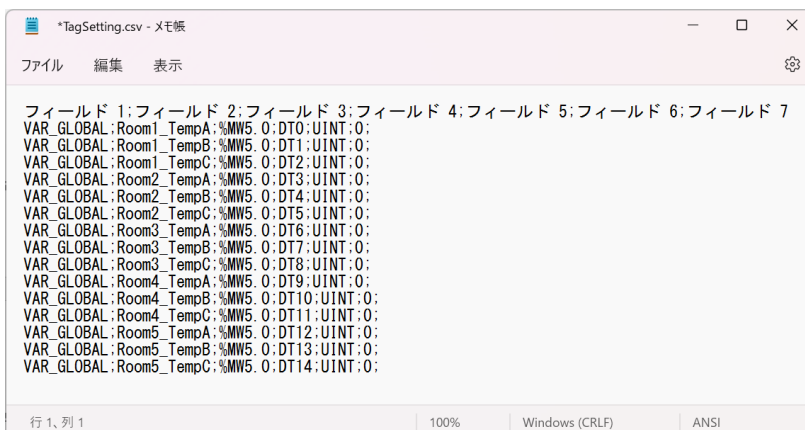 *TagSetting.csv - メモ帳
ファイル 編集 表示
フィールド 1;フィールド 2;フィールド 3;フィールド 4;フィールド 5;フィールド 6;フィールド 7
VAR_GLOBAL;Room1_TempA;%MW5.0;DT0;UINT;0;
VAR_GLOBAL;Room1_TempB;%MW5.0;DT1;UINT;0;
VAR_GLOBAL;Room1_TempC;%MW5.0;DT2;UINT;0;
VAR_GLOBAL;Room2_TempA;%MW5.0;DT3;UINT;0;
VAR_GLOBAL;Room2_TempB;%MW5.0;DT4;UINT;0;
VAR_GLOBAL;Room2_TempC;%MW5.0;DT5;UINT;0;
VAR_GLOBAL;Room3_TempA;%MW5.0;DT6;UINT;0;
VAR_GLOBAL;Room3_TempB;%MW5.0;DT7;UINT;0;
VAR_GLOBAL;Room3_TempC;%MW5.0;DT8;UINT;0;
VAR_GLOBAL;Room4_TempA;%MW5.0;DT9;UINT;0;
VAR_GLOBAL;Room4_TempB;%MW5.0;DT10;UINT;0;
VAR_GLOBAL;Room4_TempC;%MW5.0;DT11;UINT;0;
VAR_GLOBAL;Room5_TempA;%MW5.0;DT12;UINT;0;
VAR_GLOBAL;Room5_TempB;%MW5.0;DT13;UINT;0;
VAR_GLOBAL;Room5_TempC;%MW5.0;DT14;UINT;0;
行 1、列 1 100% Windows (CRLF) ANSI